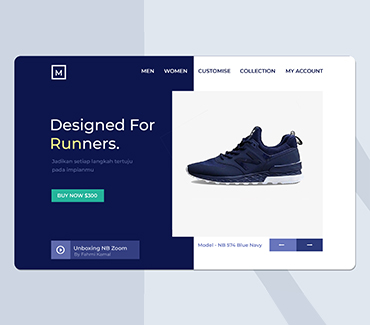 M
MEN WOMEN CUSTOMISE COLLECTION MY ACCOUNT
Designed For
Runners.
Jadikan setiap langkah tertuju
pada impianmu
BUY NOW $300
Unboxing NB Zoom
By Fahmi Kemal
Model - NB 574 Blue Navy